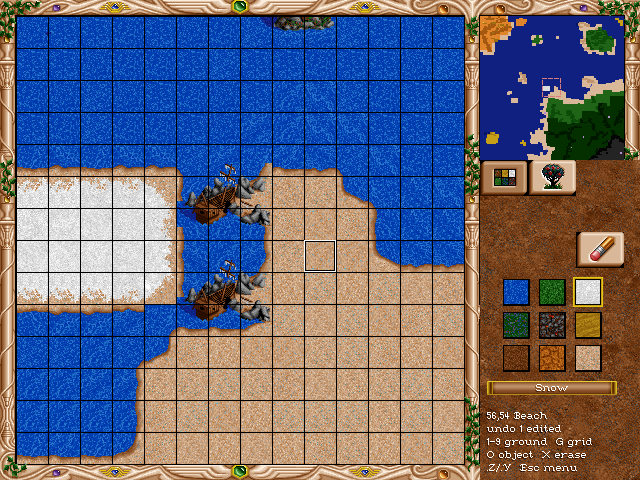 Snow
56,54 Beach
undo 1 edited
1-9 ground G grid
O object X erase
Z/.Y Esc menu